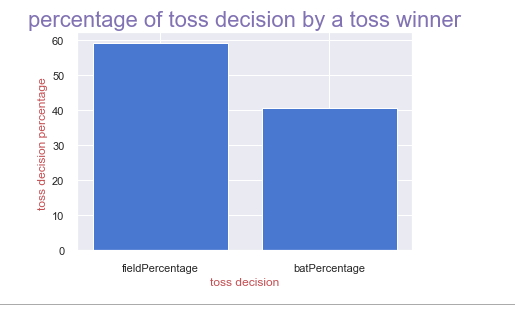 percentage of toss decision by a toss winner
60
50
40
30
20
10
0
toss decision percentage
fieldPercentage batPercentage
toss decision